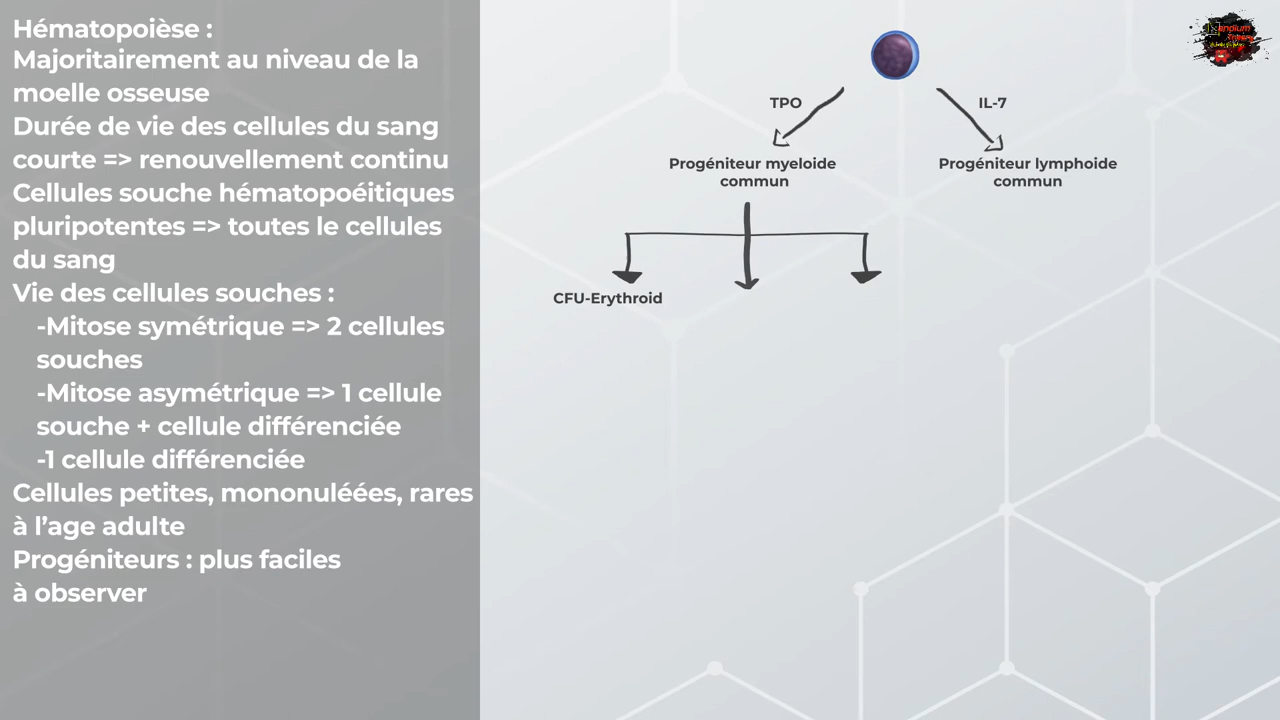 Hématopoièse :
Majoritairement au niveau de la
moelle osseuse
Durée de vie des cellules du sang
courte => renouvellement continu
Cellules souche hématopoéitiques
pluripotentes => toutes le cellules
du sang
Vie des cellules souches :
-Mitose symétrique => 2 cellules
souches
-Mitose asymétrique => 1 cellule
souche + cellule différenciée
-1 cellule différenciée
Cellules petites, mononuléées, rares
à l'age adulte
Progéniteurs : plus faciles
à observer
TPO
IL-7
Progéniteur myeloide
commun
Progéniteur lymphoide
commun
CFU-Erythroid